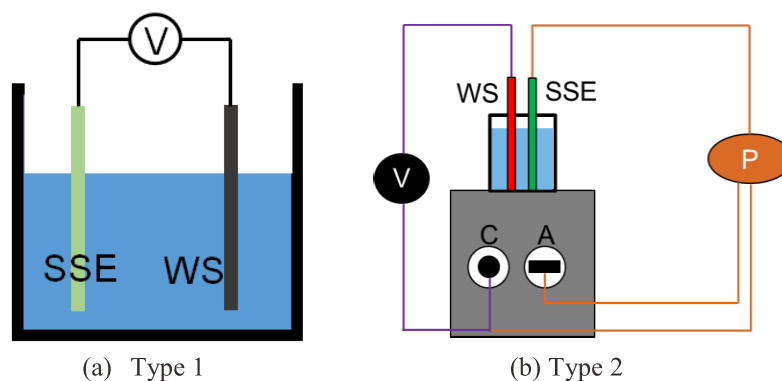 V
SSE WS
(a) Type 1
WS SSE
V
P
C A
(b) Type 2